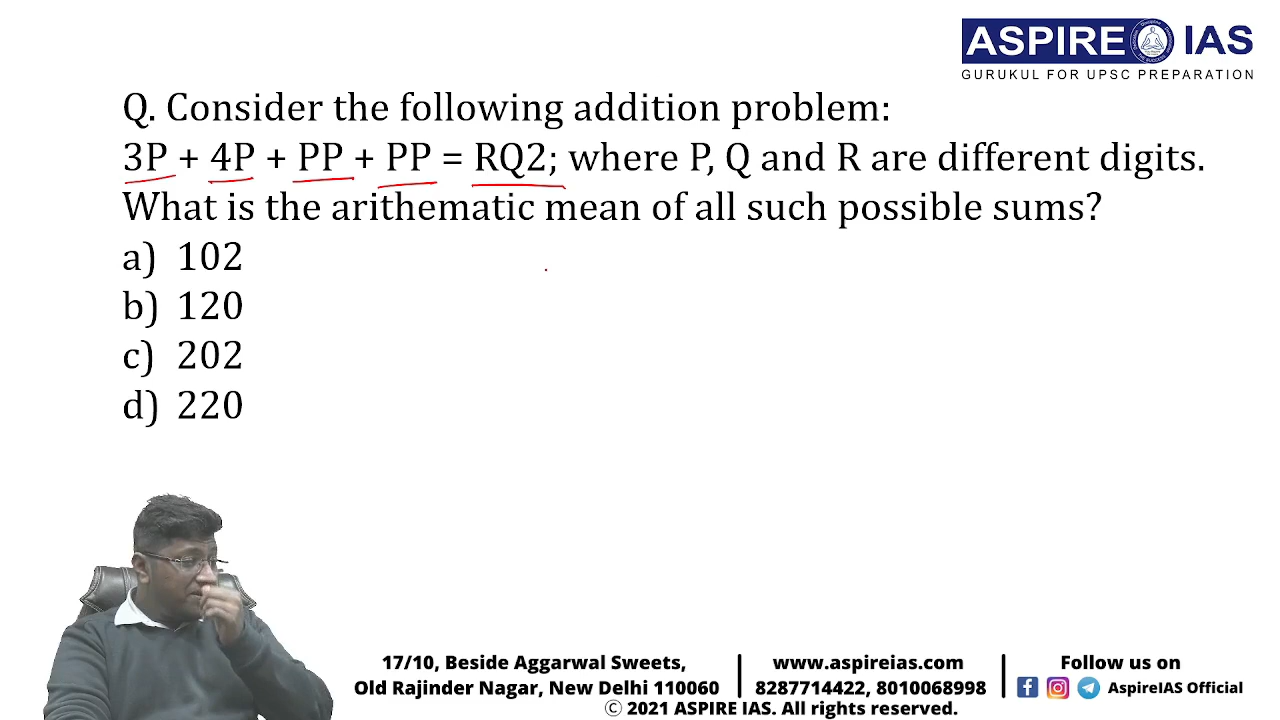 ASPIRE IAS
GURUKUL FOR UPSC PREPARATION
Q. Consider the following addition problem:
3P + 4P + PP + PP = RQ2; where P, Q and R are different digits.
What is the arithematic mean of all such possible sums?
a) 102
b) 120
c) 202
d) 220
17/10, Beside Aggarwal Sweets,
Old Rajinder Nagar, New Delhi 110060
www.aspireias.com
8287714422, 8010068998
Follow us on
AspireIAS Official
© 2021 ASPIRE IAS. All rights reserved.